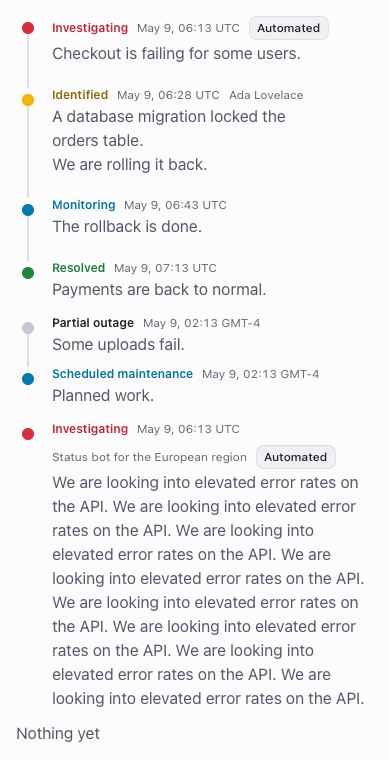 Investigating May 9, 06:13 UTC Automated
Checkout is failing for some users.
Identified May 9, 06:28 UTC Ada Lovelace
A database migration locked the
orders table.
We are rolling it back.
Monitoring May 9, 06:43 UTC
The rollback is done.
Resolved May 9, 07:13 UTC
Payments are back to normal.
Partial outage May 9, 02:13 GMT-4
Some uploads fail.
Scheduled maintenance May 9, 02:13 GMT-4
Planned work.
Investigating May 9, 06:13 UTC
Status bot for the European region Automated
We are looking into elevated error rates on
the API. We are looking into elevated error
rates on the API. We are looking into
elevated error rates on the API. We are
looking into elevated error rates on the API.
We are looking into elevated error rates on
the API. We are looking into elevated error
rates on the API. We are looking into
elevated error rates on the API. We are
looking into elevated error rates on the API.
Nothing yet